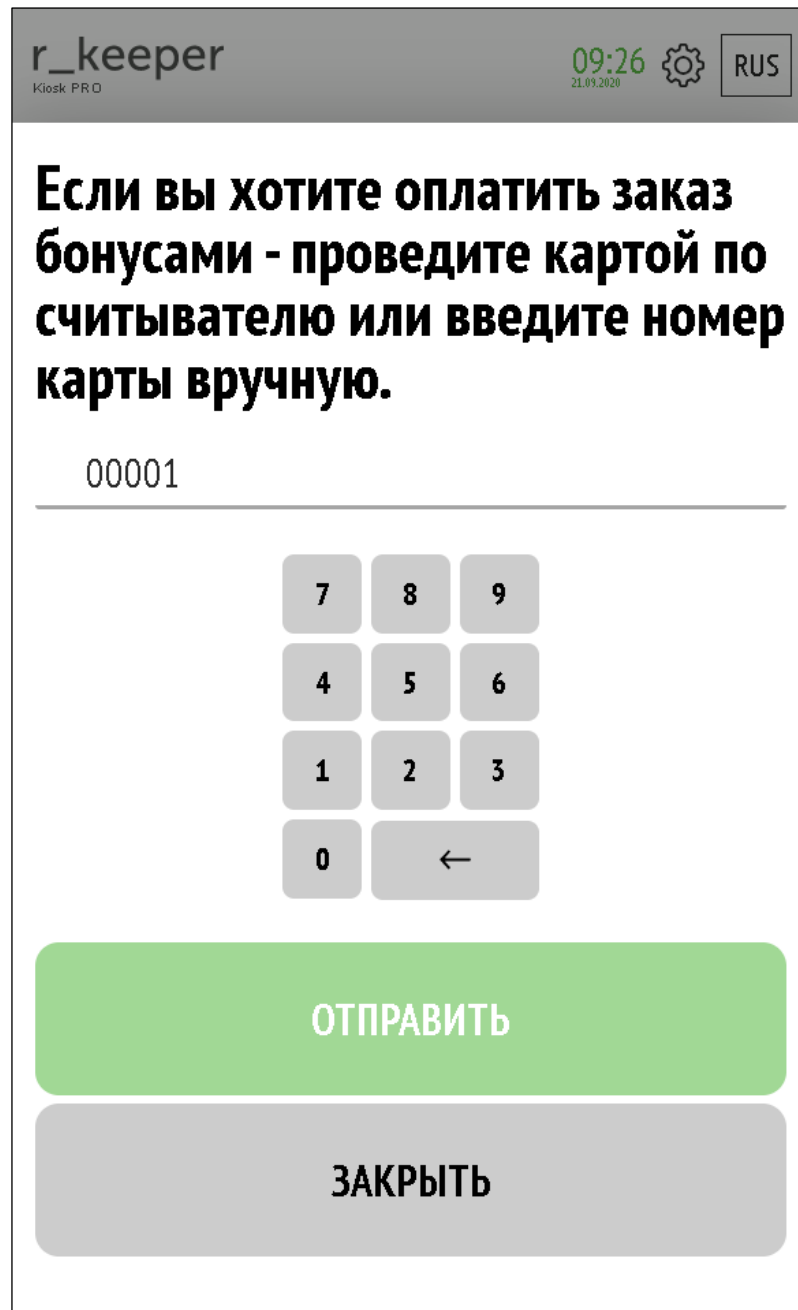 r_keeper
Kiosk PRO
09:26
21.09.2020
RUS
Если вы хотите оплатить заказ
бонусами - проведите картой по
считывателю или введите номер
карты вручную.
00001
7 8 9
4 5 6
1 2 3
0 ←
ОТПРАВИТЬ
ЗАКРЫТЬ